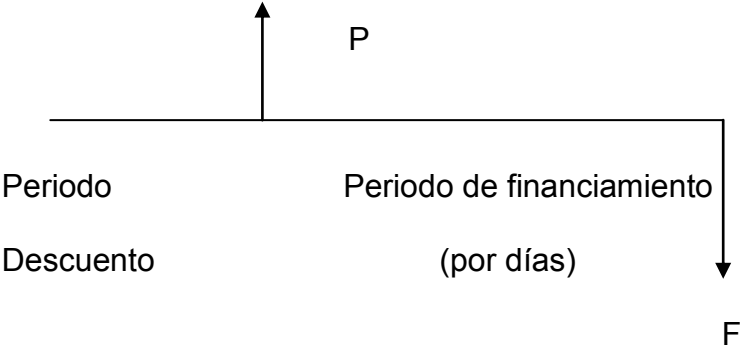 P
Periodo Periodo de financiamiento
Descuento (por días)
F